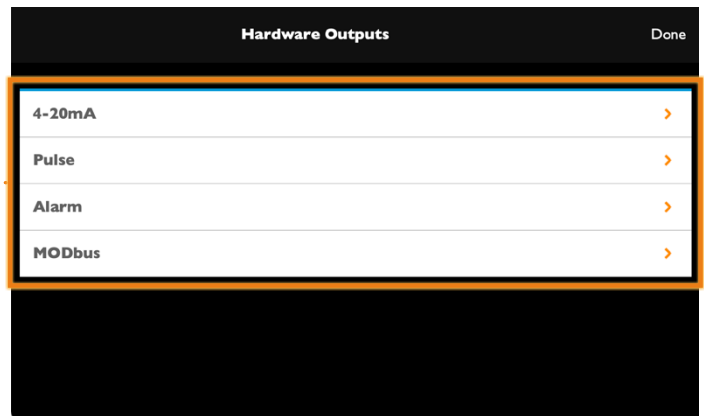 Hardware Outputs Done
4-20mA
Pulse
Alarm
MODbus